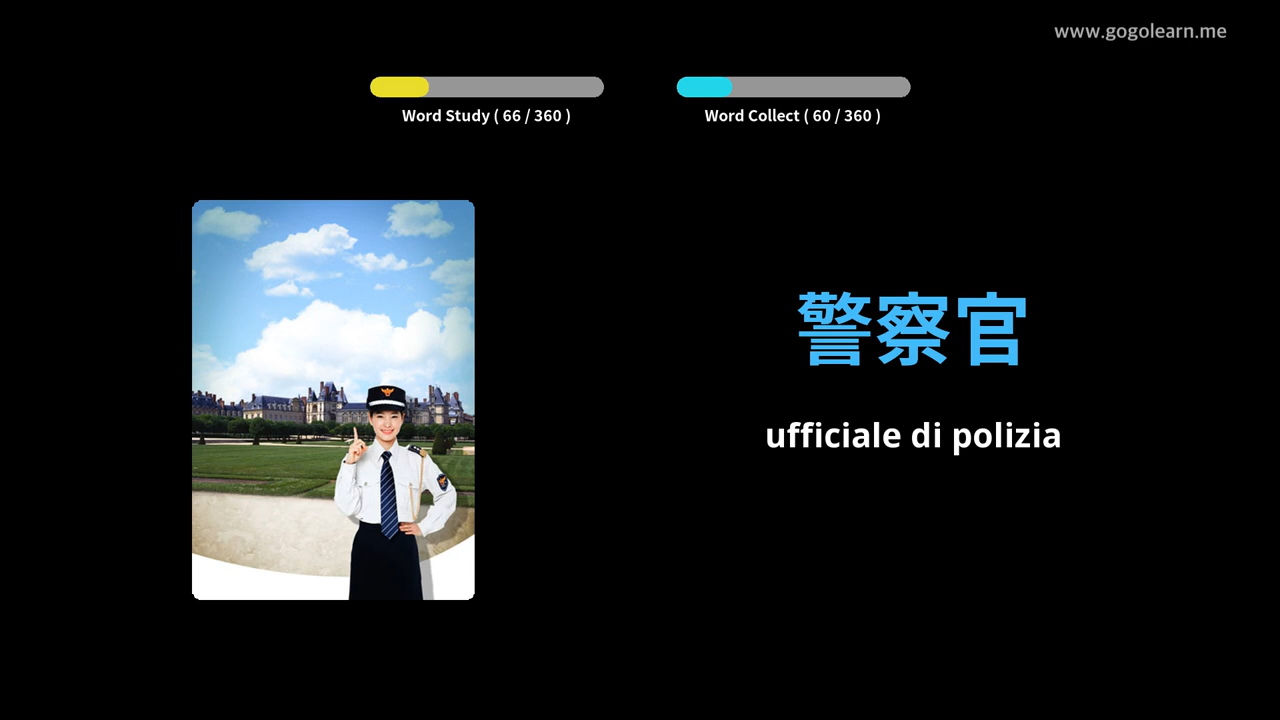 www.gogolearn.me
Word Study ( 66 / 360 )
Word Collect ( 60 / 360 )
警察官
ufficiale di polizia